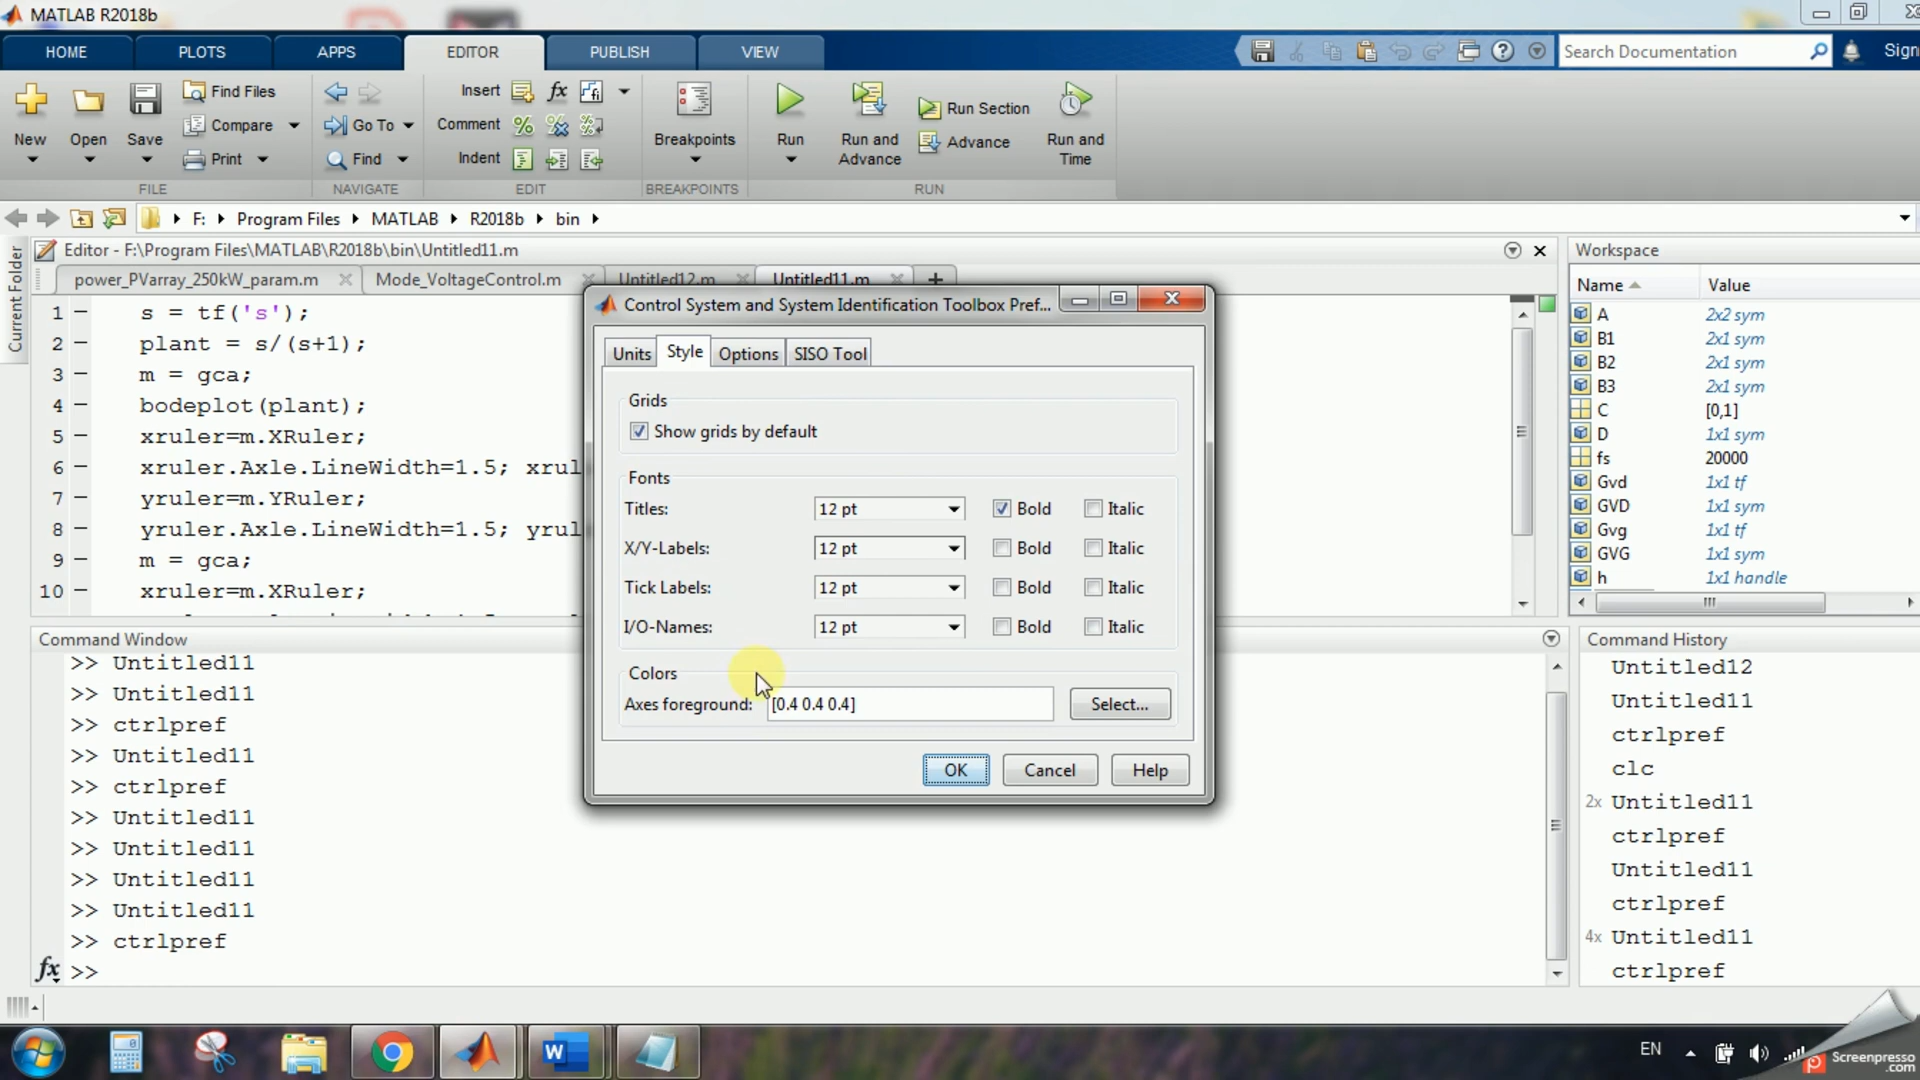 MATLAB R2018b
HOME PLOTS APPS EDITOR PUBLISH VIEW
Search Documentation
Sign
New
Open
Save
Find Files
Compare
Print
FILE
Go To
Find
NAVIGATE
Insert fx
Comment
Indent
EDIT
Breakpoints
BREAKPOINTS
Run
Run and Advance
Run Section
Advance
Run and Time
RUN
F: Program Files MATLAB R2018b bin
Current Folder
Editor - F:\Program Files\MATLAB\R2018b\bin\Untitled11.m
power_PVarray_250kW_param.m Mode_VoltageControl.m Untitled12.m Untitled11.m +
1 s = tf('s');
2 plant = s/(s+1);
3 m = gca;
4 bodeplot(plant);
5 xruler=m.XRuler;
6 xruler.Axle.LineWidth=1.5; xrul
7 yruler=m.YRuler;
8 yruler.Axle.LineWidth=1.5; yrul
9 m = gca;
10 xruler=m.XRuler;
Control System and System Identification Toolbox Pref...
Units Style Options SISO Tool
Grids
Show grids by default
Fonts
Titles: 12 pt Bold Italic
X/Y-Labels: 12 pt Bold Italic
Tick Labels: 12 pt Bold Italic
I/O-Names: 12 pt Bold Italic
Colors
Axes foreground: [0.4 0.4 0.4] Select...
OK Cancel Help
Workspace
Name Value
A 2x2 sym
B1 2x1 sym
B2 2x1 sym
B3 2x1 sym
C [0,1]
D 1x1 sym
fs 20000
Gvd 1x1 tf
GVD 1x1 sym
Gvg 1x1 tf
GVG 1x1 sym
h 1x1 handle
Command Window
>> Untitled11
>> Untitled11
>> ctrlpref
>> Untitled11
>> ctrlpref
>> Untitled11
>> Untitled11
>> Untitled11
>> Untitled11
>> ctrlpref
fx >>
Command History
Untitled12
Untitled11
ctrlpref
clc
2x Untitled11
ctrlpref
Untitled11
ctrlpref
4x Untitled11
ctrlpref
EN
Screenpresso
.com